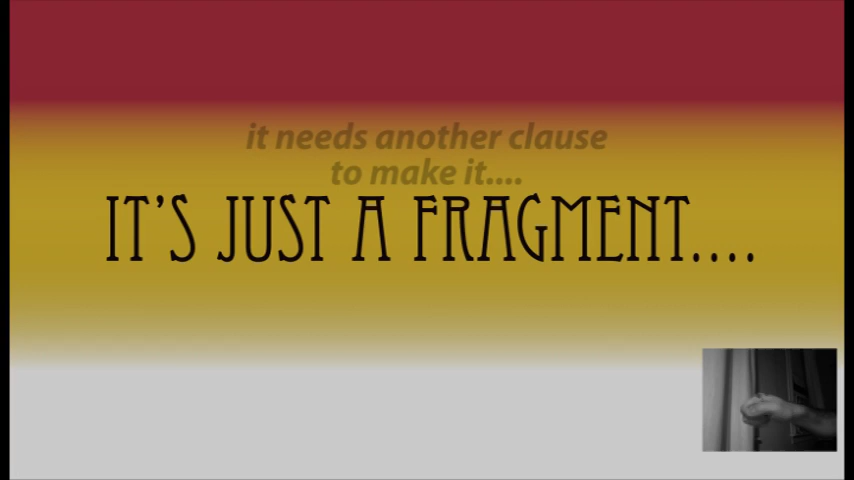 it needs another clause
to make it....
IT'S JUST A FRAGMENT....